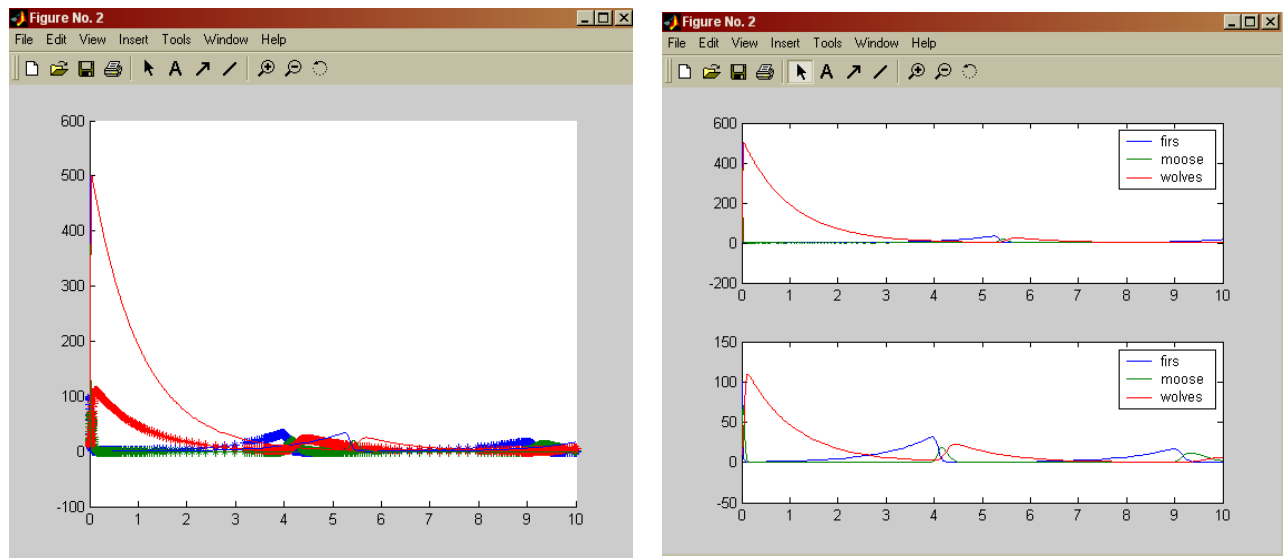 Figure No. 2
File Edit View Insert Tools Window Help
A
600
500
400
300
200
100
0
-100
0 1 2 3 4 5 6 7 8 9 10
Figure No. 2
File Edit View Insert Tools Window Help
A
600
400
200
0
-200
0 1 2 3 4 5 6 7 8 9 10
firs
moose
wolves
150
100
50
0
-50
0 1 2 3 4 5 6 7 8 9 10
firs
moose
wolves